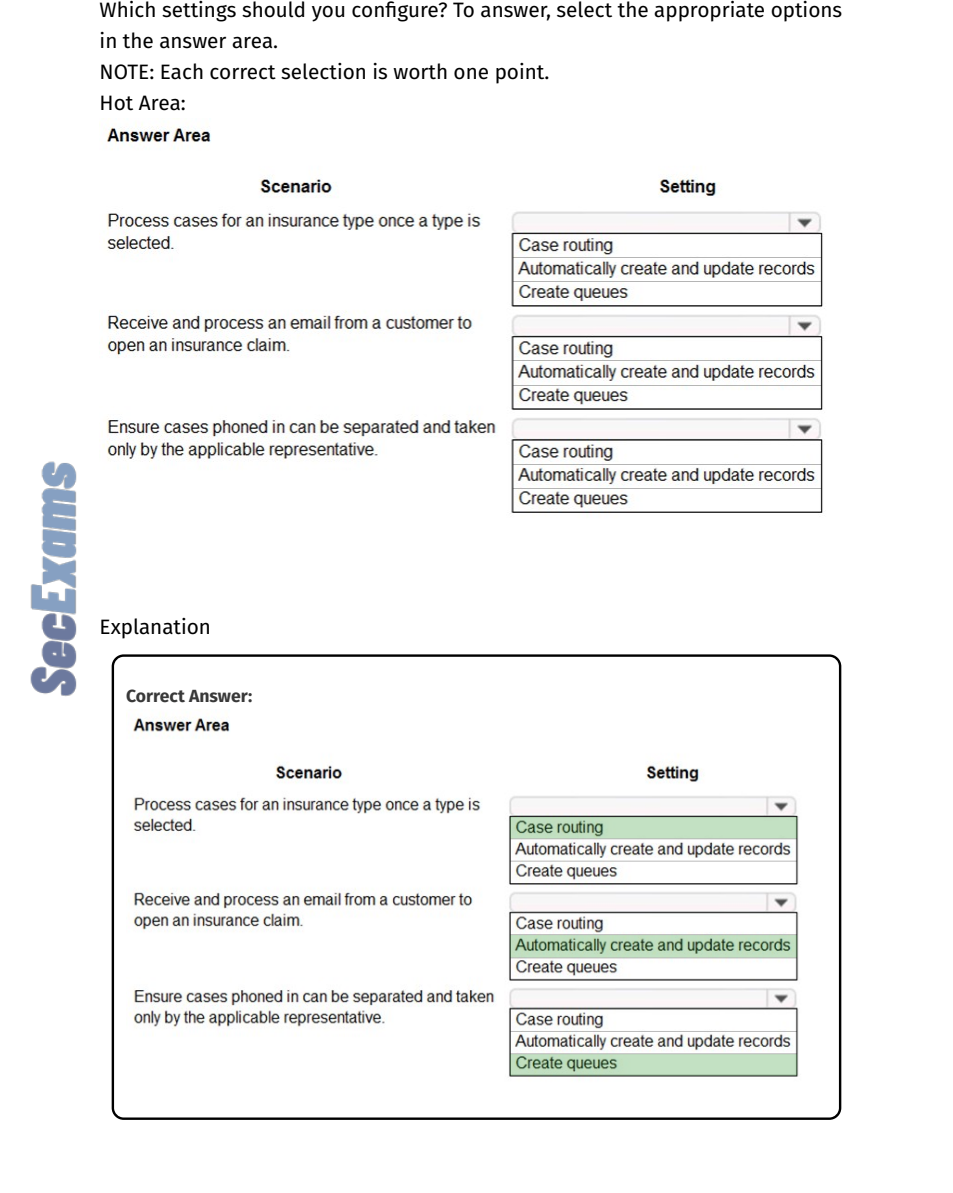 Which settings should you configure? To answer, select the appropriate options
in the answer area.
NOTE: Each correct selection is worth one point.
Hot Area:
Answer Area
Scenario
Setting
Process cases for an insurance type once a type is
selected.
Case routing
Automatically create and update records
Create queues
Receive and process an email from a customer to
open an insurance claim.
Case routing
Automatically create and update records
Create queues
Ensure cases phoned in can be separated and taken
only by the applicable representative.
Case routing
Automatically create and update records
Create queues
SecExams
Explanation
Correct Answer:
Answer Area
Scenario
Setting
Process cases for an insurance type once a type is
selected.
Case routing
Automatically create and update records
Create queues
Receive and process an email from a customer to
open an insurance claim.
Case routing
Automatically create and update records
Create queues
Ensure cases phoned in can be separated and taken
only by the applicable representative.
Case routing
Automatically create and update records
Create queues